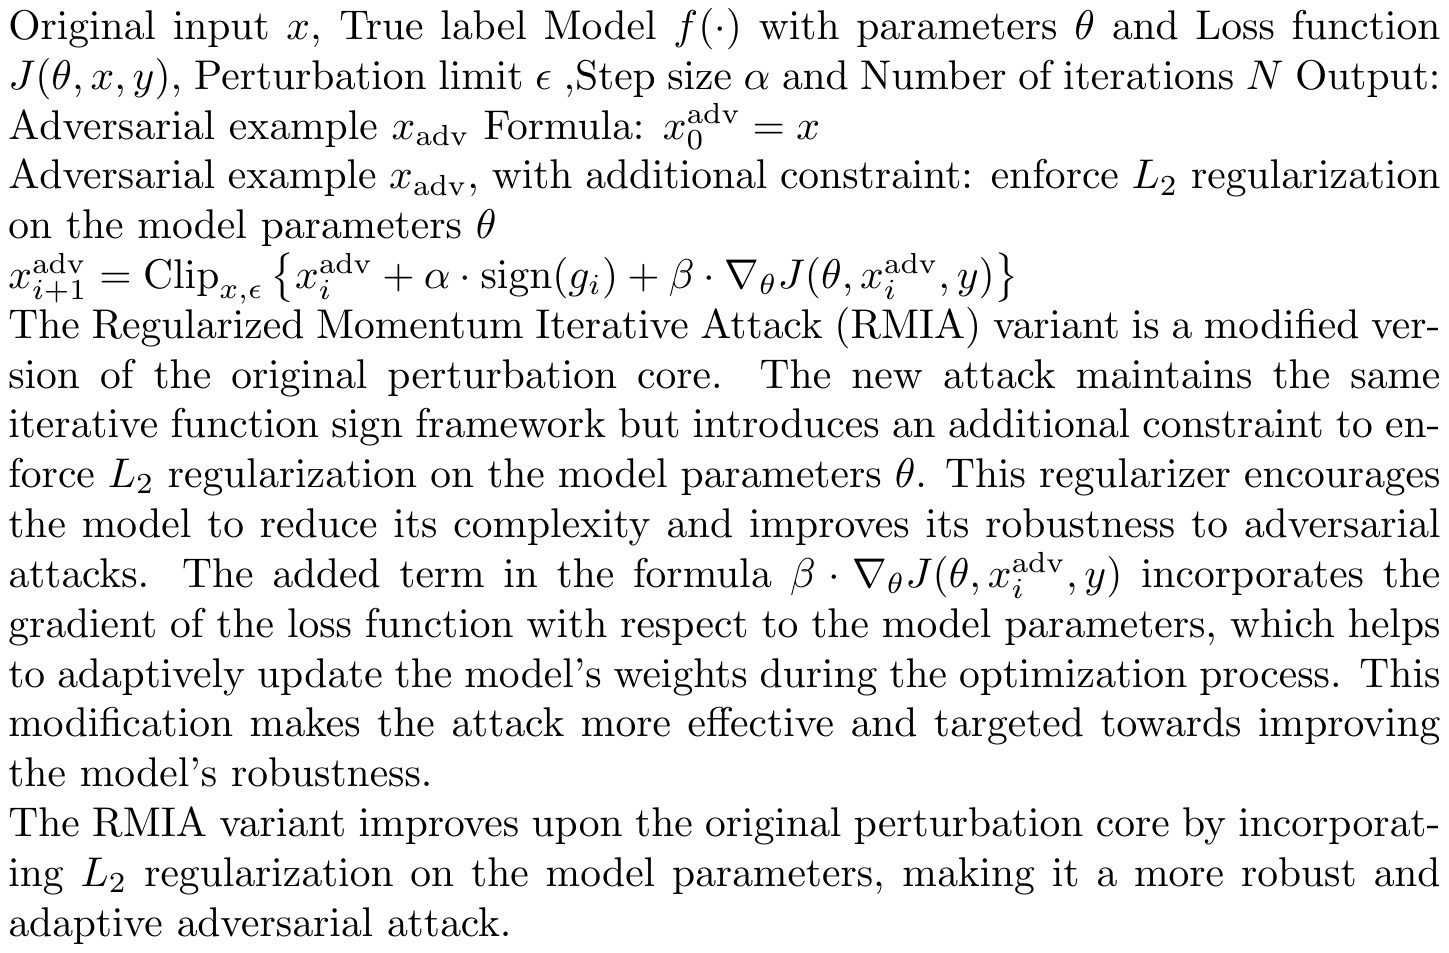 Original input $x$, True label Model $f(\cdot)$ with parameters $\theta$ and Loss function
$J(\theta, x, y)$, Perturbation limit $\epsilon$ ,Step size $\alpha$ and Number of iterations $N$ Output:
Adversarial example $x_{\text{adv}}$ Formula: $x_0^{\text{adv}} = x$
Adversarial example $x_{\text{adv}}$, with additional constraint: enforce $L_2$ regularization
on the model parameters $\theta$
$x_{i+1}^{\text{adv}} = \text{Clip}_{x,\epsilon} \left\{ x_i^{\text{adv}} + \alpha \cdot \text{sign}(g_i) + \beta \cdot \nabla_\theta J(\theta, x_i^{\text{adv}}, y) \right\}$
The Regularized Momentum Iterative Attack (RMIA) variant is a modified ver-
sion of the original perturbation core. The new attack maintains the same
iterative function sign framework but introduces an additional constraint to en-
force $L_2$ regularization on the model parameters $\theta$. This regularizer encourages
the model to reduce its complexity and improves its robustness to adversarial
attacks. The added term in the formula $\beta \cdot \nabla_\theta J(\theta, x_i^{\text{adv}}, y)$ incorporates the
gradient of the loss function with respect to the model parameters, which helps
to adaptively update the model's weights during the optimization process. This
modification makes the attack more effective and targeted towards improving
the model's robustness.
The RMIA variant improves upon the original perturbation core by incorporat-
ing $L_2$ regularization on the model parameters, making it a more robust and
adaptive adversarial attack.